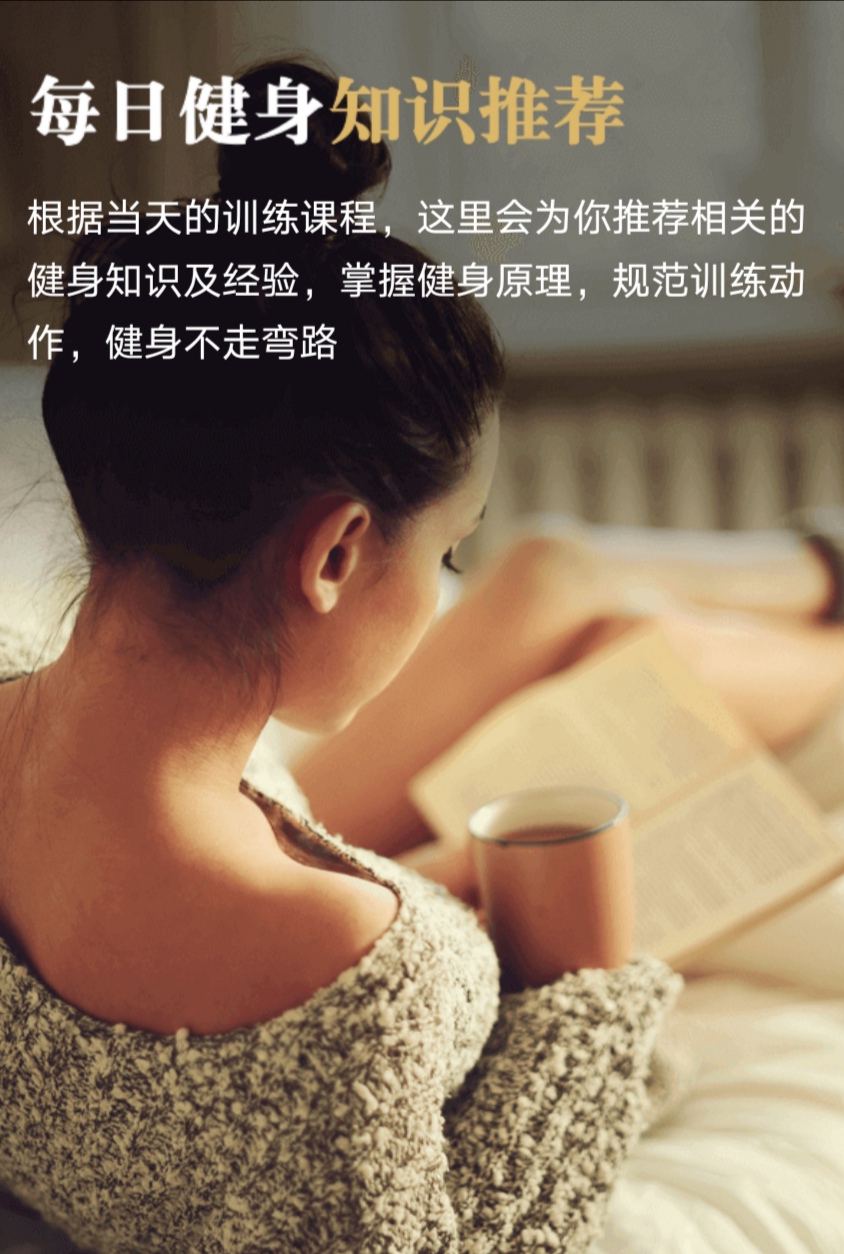 每日健身知识推荐
根据当天的训练课程，这里会为你推荐相关的
健身知识及经验，掌握健身原理，规范训练动
作，健身不走弯路